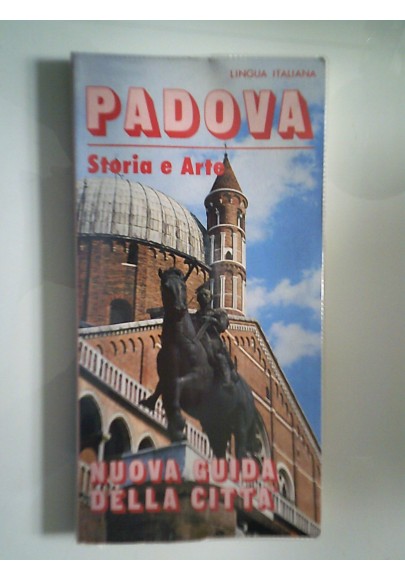 LINGUA ITALIANA
PADOVA
Storia e Arte
NUOVA GUIDA
DELLA CITTÀ